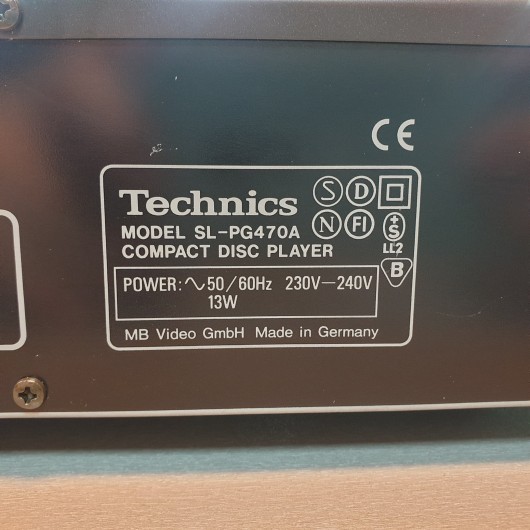 CE
Technics
S D
N FI
MODEL SL-PG470A
COMPACT DISC PLAYER
+S
LL2
B
POWER: ∿50/60Hz 230V—240V
13W
MB Video GmbH Made in Germany